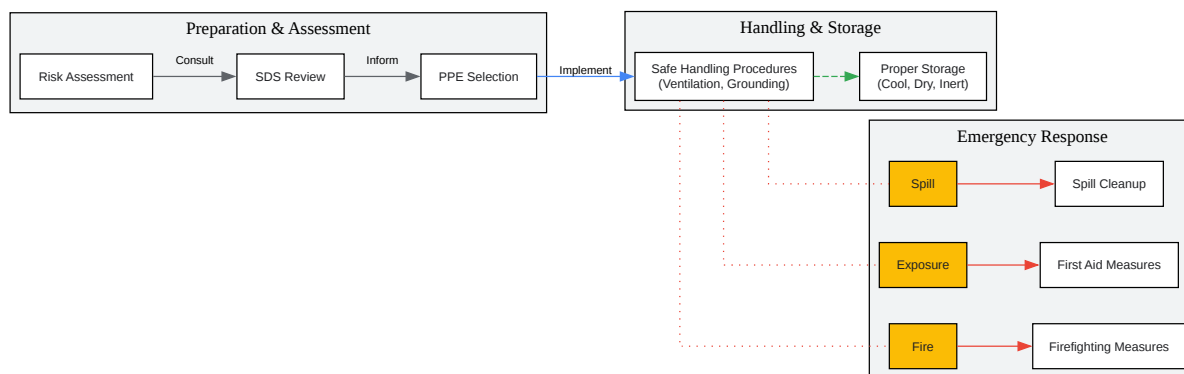 Preparation & Assessment
Risk Assessment
Consult
SDS Review
Inform
PPE Selection
Implement
Handling & Storage
Safe Handling Procedures
(Ventilation, Grounding)
Proper Storage
(Cool, Dry, Inert)
Emergency Response
Spill
Spill Cleanup
Exposure
First Aid Measures
Fire
Firefighting Measures